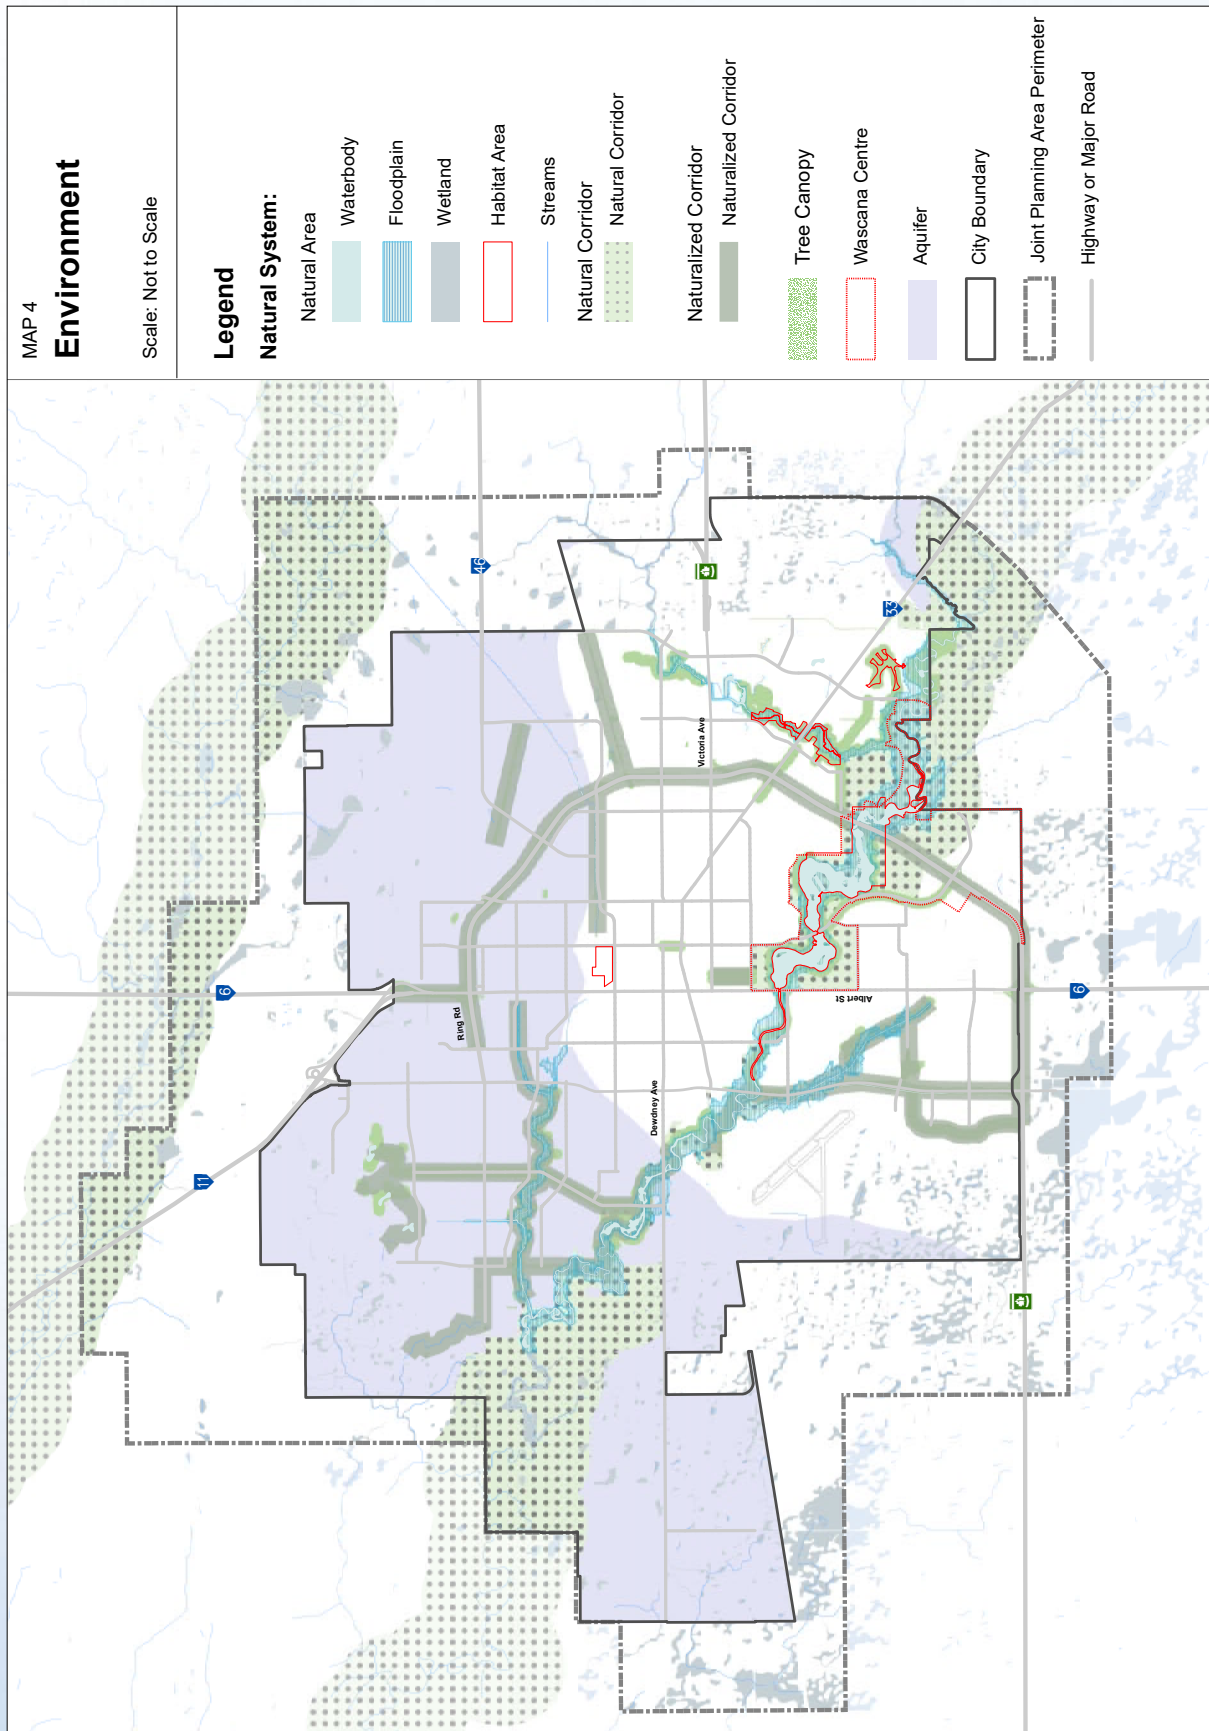 MAP 4
Environment
Scale: Not to Scale
Legend
Natural System:
Natural Area
Waterbody
Floodplain
Wetland
Habitat Area
Streams
Natural Corridor
Natural Corridor
Naturalized Corridor
Naturalized Corridor
Tree Canopy
Wascana Centre
Aquifer
City Boundary
Joint Planning Area Perimeter
Highway or Major Road
46
33
6
11
6
Victoria Ave
Ring Rd
Albert St
Dewdney Ave